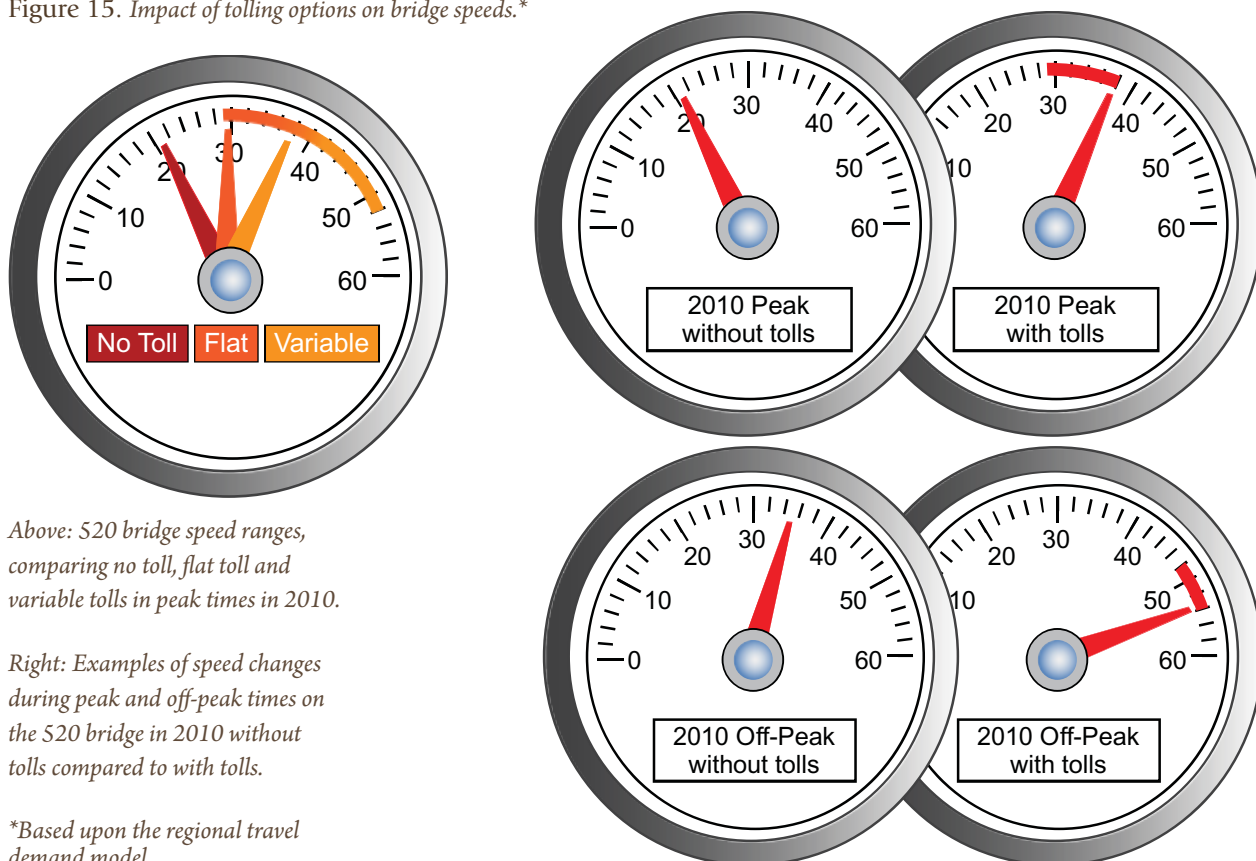 Figure 15. Impact of tolling options on bridge speeds.*
0
10
20
30
40
50
60
No Toll
Flat
Variable
Above: 520 bridge speed ranges,
comparing no toll, flat toll and
variable tolls in peak times in 2010.
Right: Examples of speed changes
during peak and off-peak times on
the 520 bridge in 2010 without
tolls compared to with tolls.
*Based upon the regional travel
demand model
0
10
20
30
40
50
60
2010 Peak
without tolls
10
20
30
40
50
60
2010 Peak
with tolls
0
10
20
30
40
50
60
2010 Off-Peak
without tolls
10
20
30
40
50
60
2010 Off-Peak
with tolls